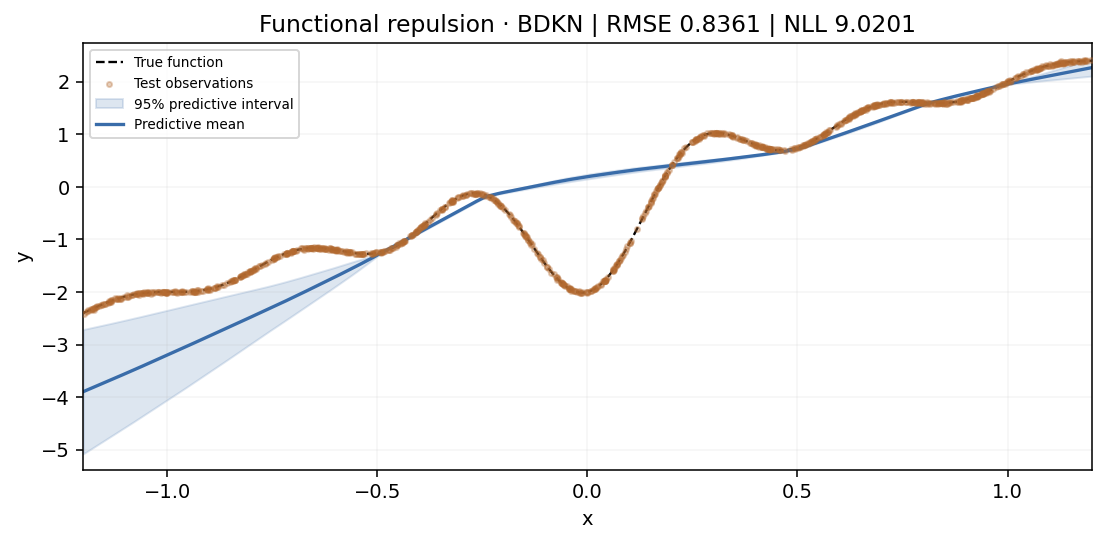 Functional repulsion · BDKN | RMSE 0.8361 | NLL 9.0201
True function
Test observations
95% predictive interval
Predictive mean
2
1
0
−1
−2
−3
−4
−5
y
−1.0
−0.5
0.0
0.5
1.0
x